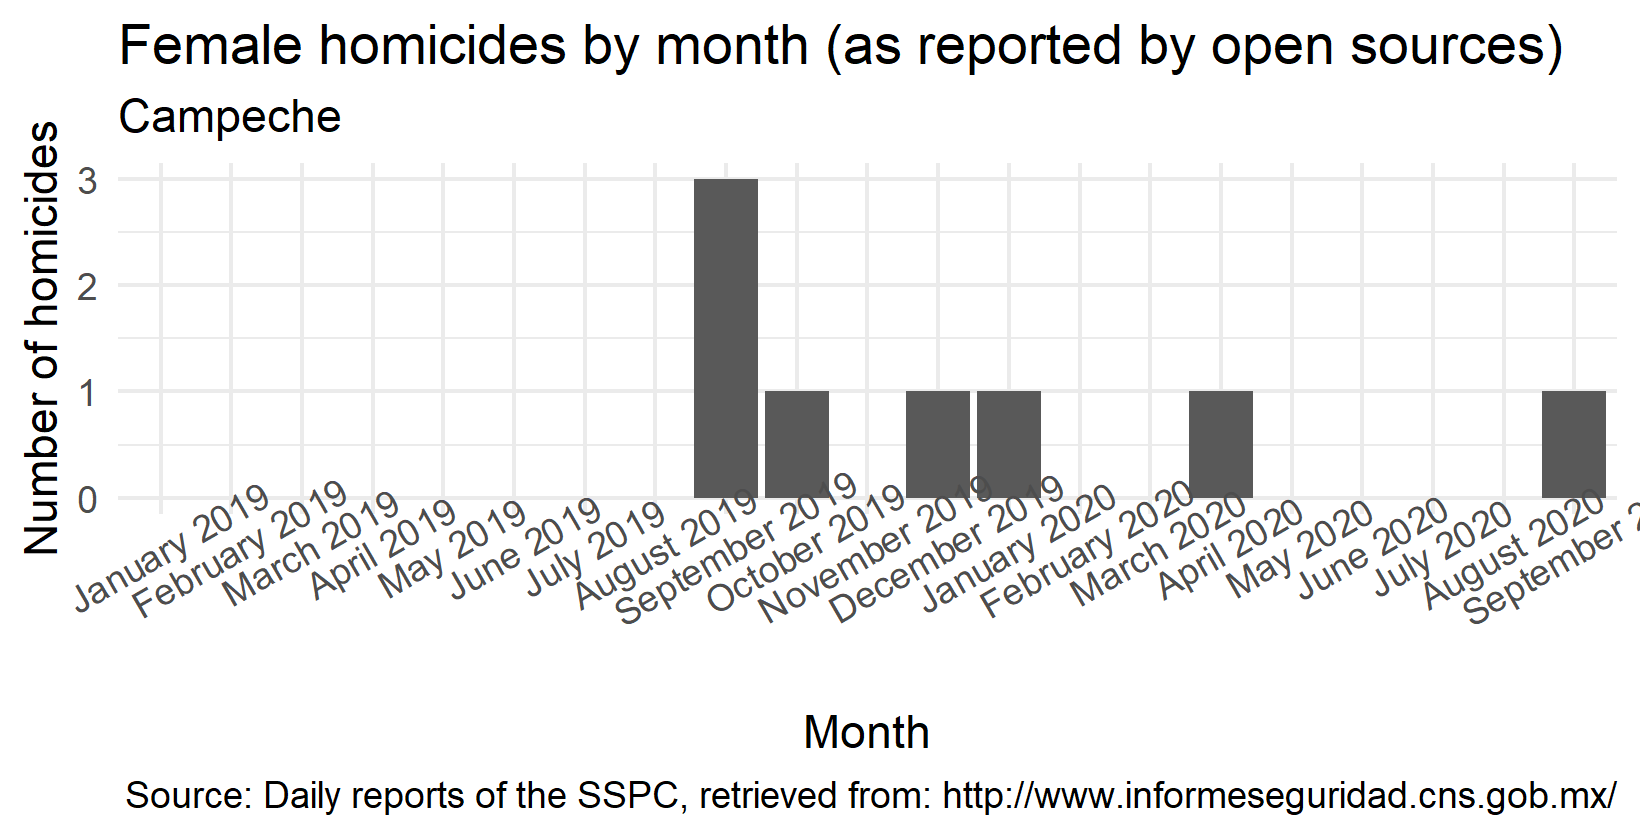 Female homicides by month (as reported by open sources)
Campeche
Number of homicides
3
2
1
0
January 2019
February 2019
March 2019
April 2019
May 2019
June 2019
July 2019
August 2019
September 2019
October 2019
November 2019
December 2019
January 2020
February 2020
March 2020
April 2020
May 2020
June 2020
July 2020
August 2020
September
Month
Source: Daily reports of the SSPC, retrieved from: http://www.informeseguridad.cns.gob.mx/